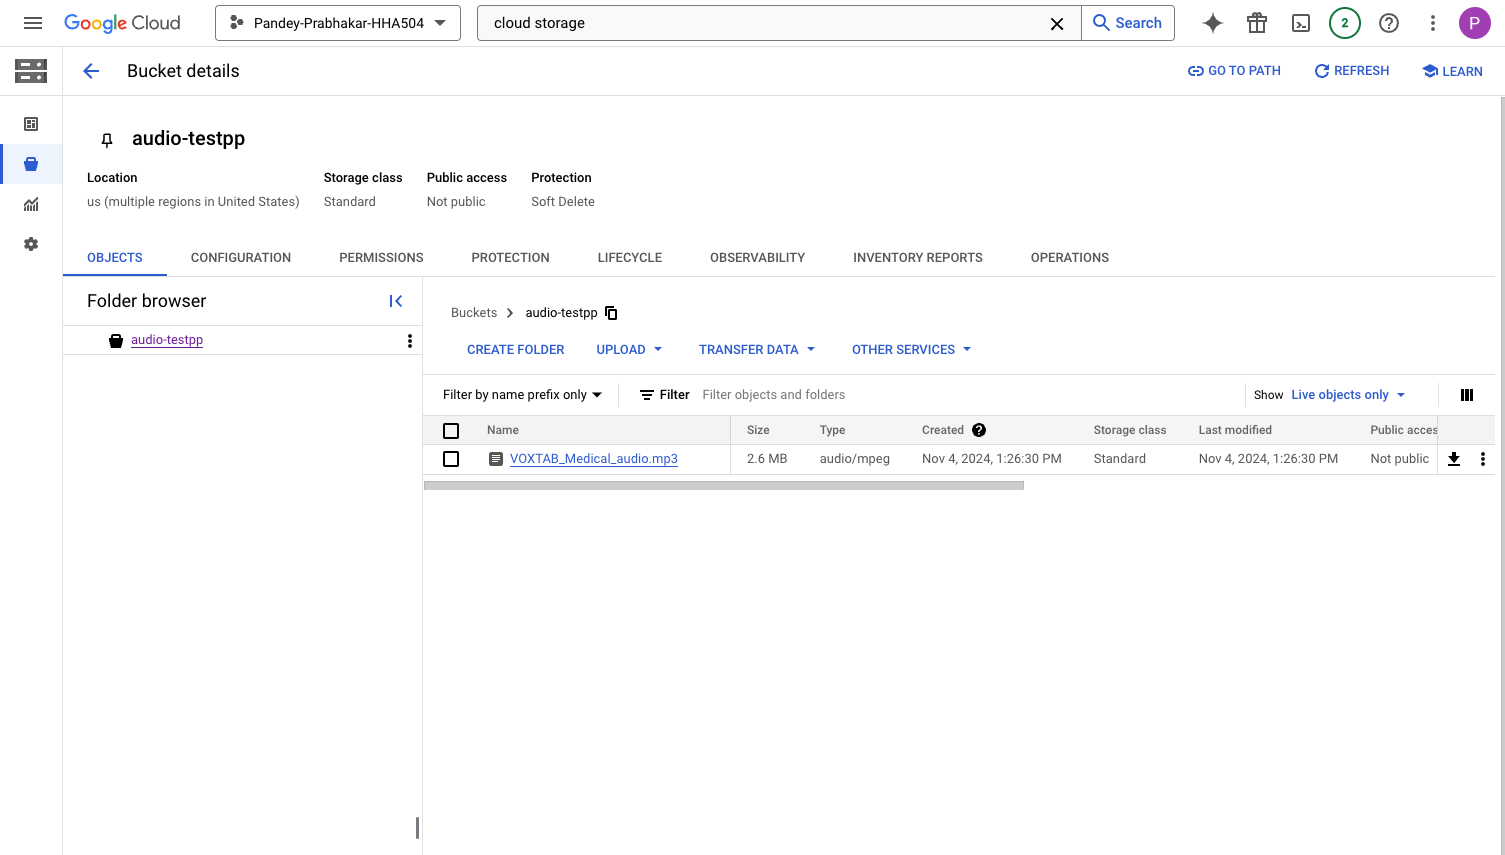 Google Cloud
Pandey-Prabhakar-HHA504
cloud storage
Search
2
P
Bucket details
GO TO PATH
REFRESH
LEARN
audio-testpp
Location
Storage class
Public access
Protection
us (multiple regions in United States)
Standard
Not public
Soft Delete
OBJECTS
CONFIGURATION
PERMISSIONS
PROTECTION
LIFECYCLE
OBSERVABILITY
INVENTORY REPORTS
OPERATIONS
Folder browser
audio-testpp
Buckets
audio-testpp
CREATE FOLDER
UPLOAD
TRANSFER DATA
OTHER SERVICES
Filter by name prefix only
Filter
Filter objects and folders
Show
Live objects only
Name
Size
Type
Created
Storage class
Last modified
Public acces
VOXTAB_Medical_audio.mp3
2.6 MB
audio/mpeg
Nov 4, 2024, 1:26:30 PM
Standard
Nov 4, 2024, 1:26:30 PM
Not public